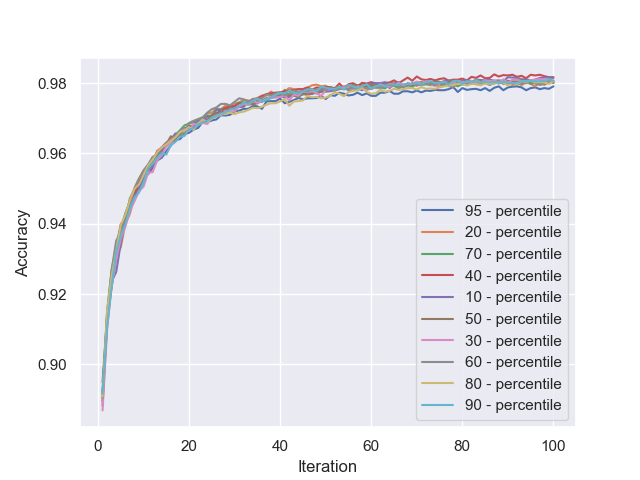 0.98
0.96
0.94
0.92
0.90
Accuracy
0 20 40 60 80 100
Iteration
95 - percentile
20 - percentile
70 - percentile
40 - percentile
10 - percentile
50 - percentile
30 - percentile
60 - percentile
80 - percentile
90 - percentile